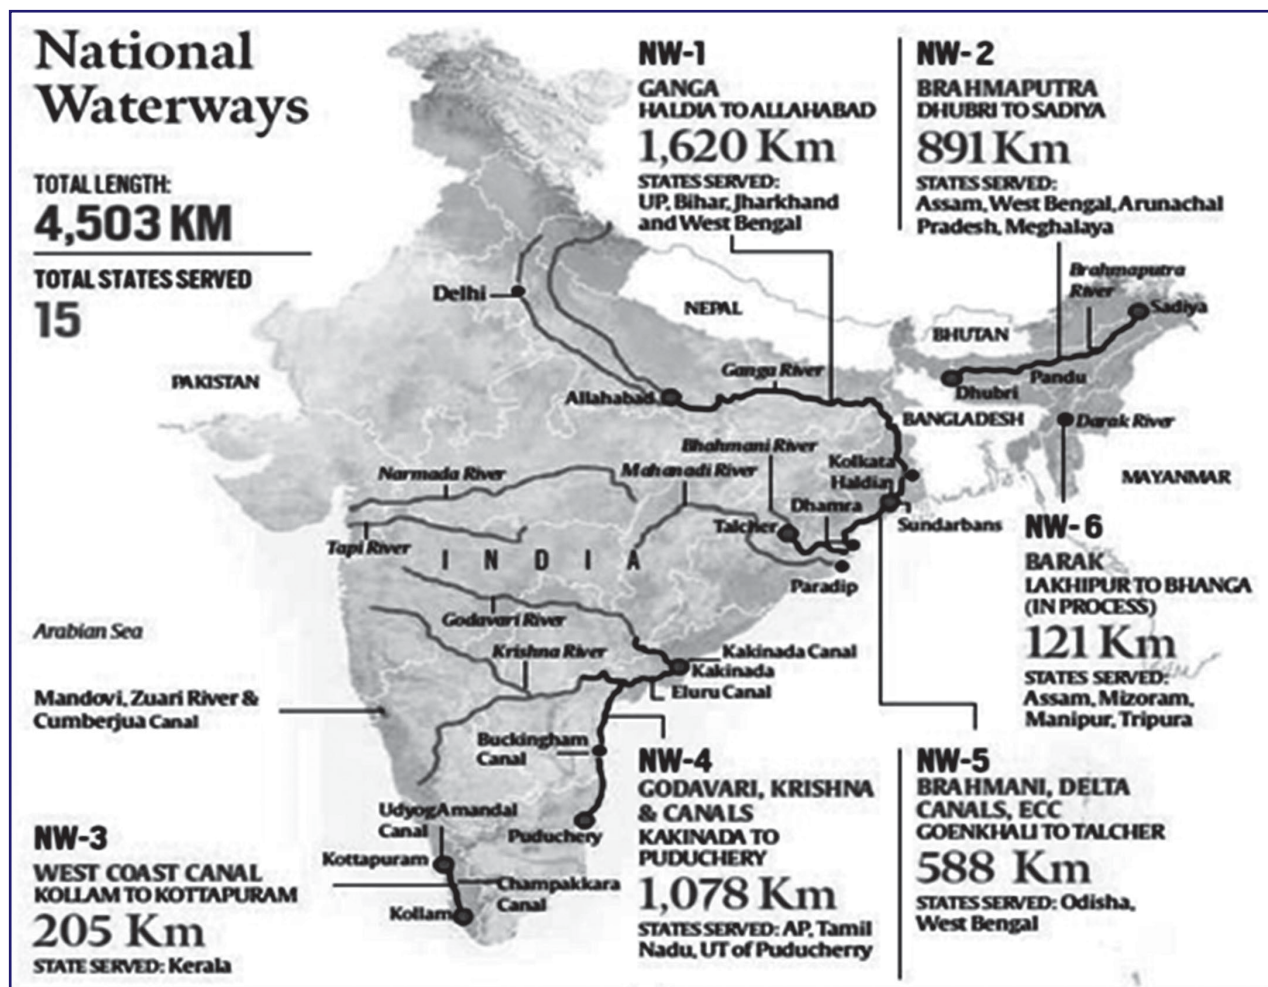 National
Waterways
TOTAL LENGTH:
4,503 KM
TOTAL STATES SERVED
15
NW-1
GANGA
HALDIA TO ALLAHABAD
1,620 Km
STATES SERVED:
UP, Bihar, Jharkhand
and West Bengal
NW-2
BRAHMAPUTRA
DHUBRI TO SADIYA
891 Km
STATES SERVED:
Assam, West Bengal, Arunachal
Pradesh, Meghalaya
Brahmaputra
River
Sadiya
Delhi
NEPAL
BHUTAN
PAKISTAN
Ganga River
Pandu
Dhubri
Allahabad
BANGLADESH
Darak River
Bhahmani River
Narmada River
Mahanadi River
Kolkata
Haldia
MAYANMAR
Dhamra
Talcher
Sundarbans
Tapi River
INDIA
Paradip
NW-6
BARAK
LAKHIPUR TO BHANGA
(IN PROCESS)
121 Km
STATES SERVED:
Assam, Mizoram,
Manipur, Tripura
Arabian Sea
Godavari River
Krishna River
Kakinada Canal
Kakinada
Eluru Canal
Mandovi, Zuari River &
Cumberjua Canal
Buckingham
Canal
Puduchery
UdyogAmandal
Canal
Kottapuram
Champakkara
Canal
Kollam
NW-3
WEST COAST CANAL
KOLLAM TO KOTTAPURAM
205 Km
STATE SERVED: Kerala
NW-4
GODAVARI, KRISHNA
& CANALS
KAKINADA TO
PUDUCHERY
1,078 Km
STATES SERVED: AP, Tamil
Nadu, UT of Puducherry
NW-5
BRAHMANI, DELTA
CANALS, ECC
GOENKHALI TO TALCHER
588 Km
STATES SERVED: Odisha,
West Bengal